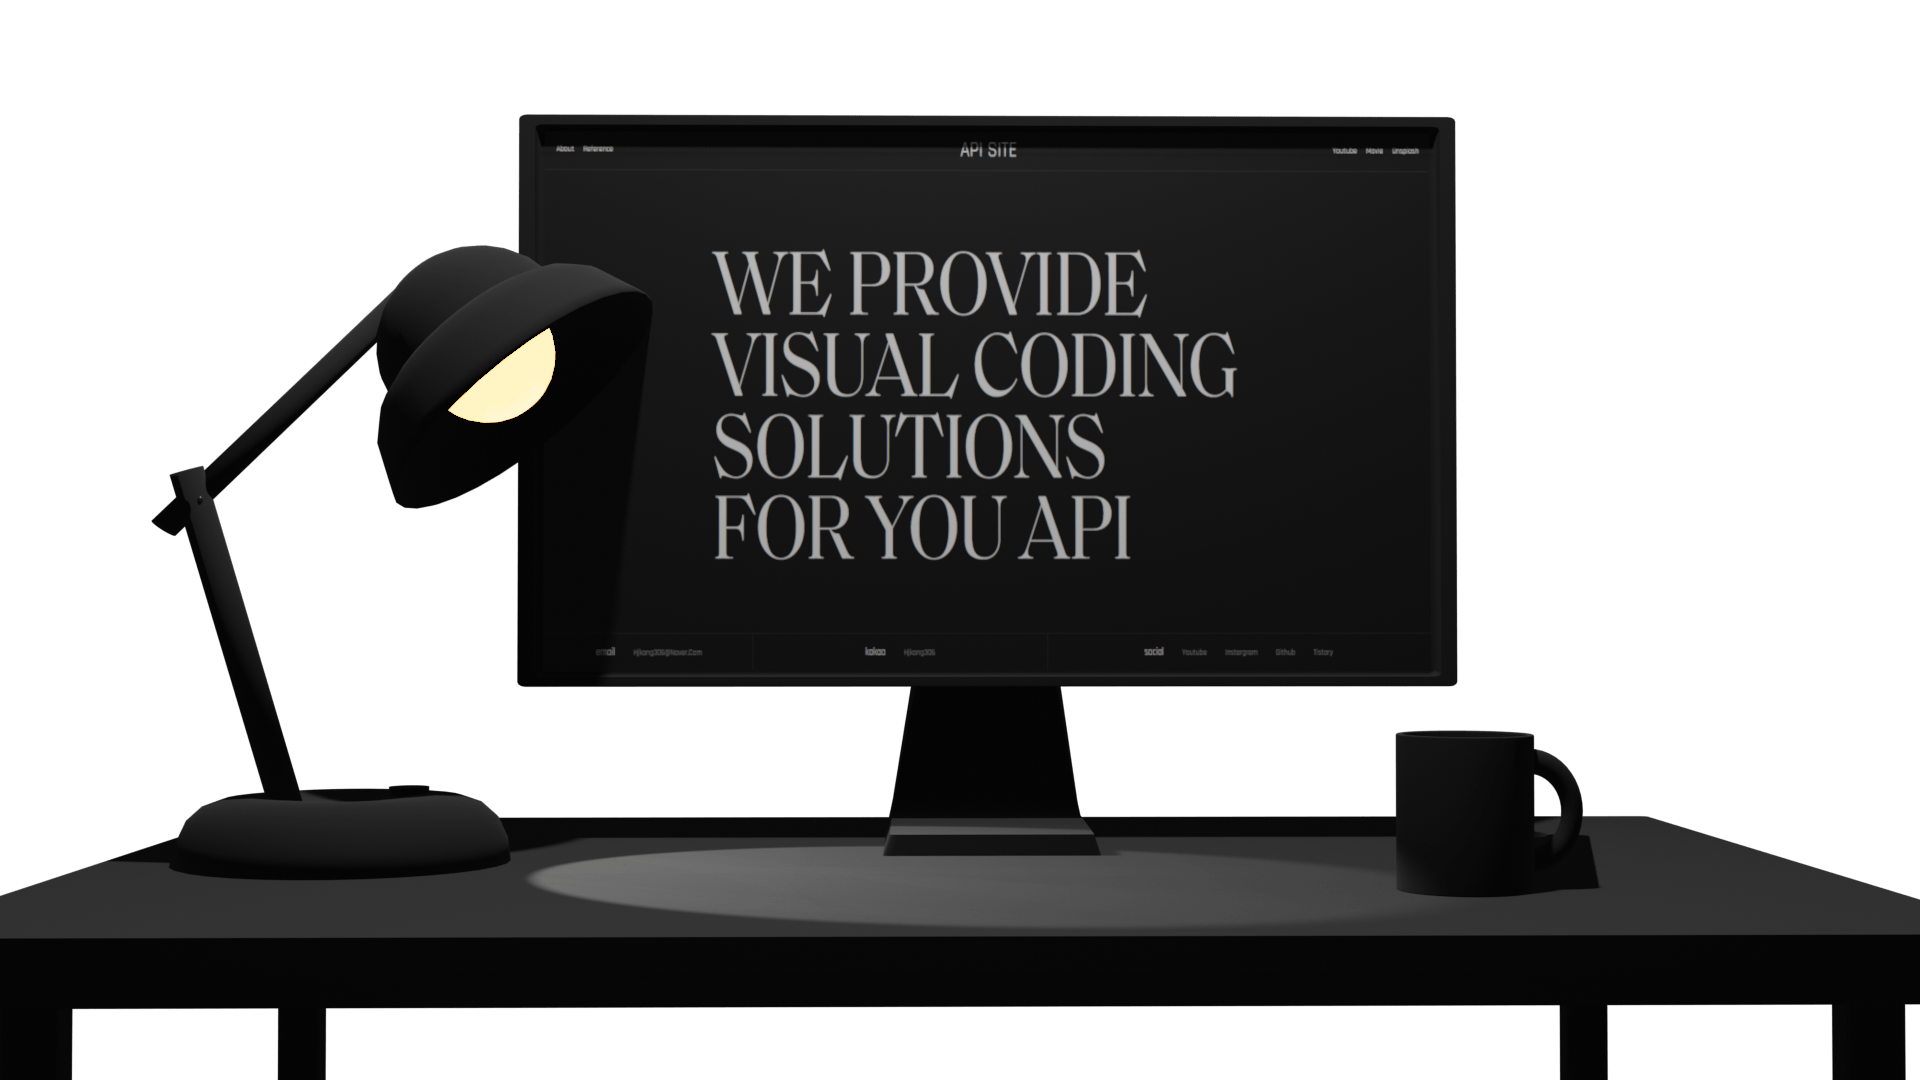 About Reference
API SITE
Youtube Movie Unsplash
WE PROVIDE
VISUAL CODING
SOLUTIONS
FOR YOU API
email
kakao
social Youtube Instargram Github Tistory